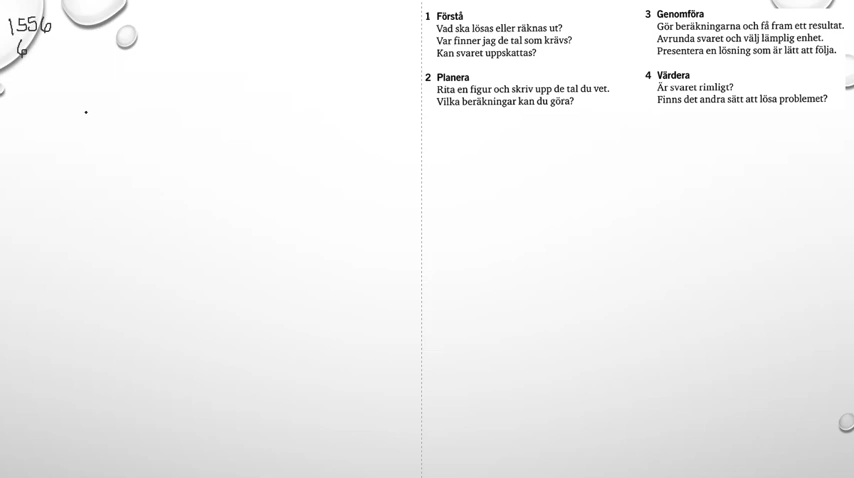 1556
1 Förstå
Vad ska lösas eller räknas ut?
Var finner jag de tal som krävs?
Kan svaret uppskattas?
2 Planera
Rita en figur och skriv upp de tal du vet.
Vilka beräkningar kan du göra?
3 Genomföra
Gör beräkningarna och få fram ett resultat.
Avrunda svaret och välj lämplig enhet.
Presentera en lösning som är lätt att följa.
4 Värdera
Är svaret rimligt?
Finns det andra sätt att lösa problemet?